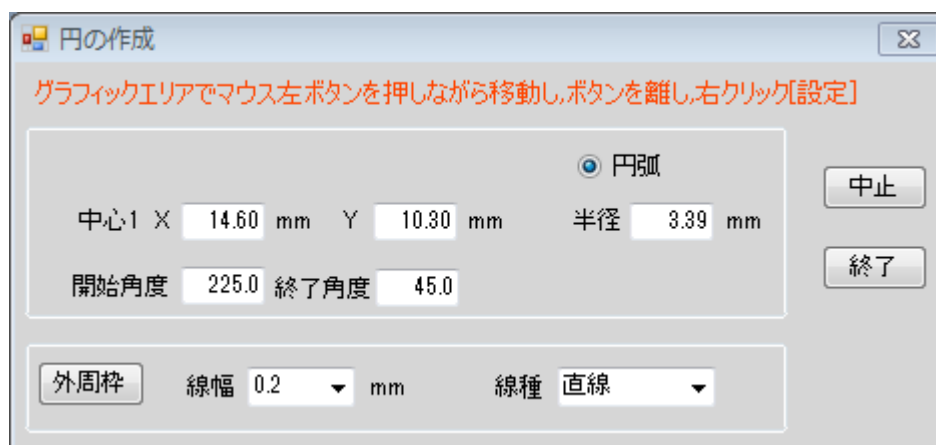 円の作成
グラフィックエリアでマウス左ボタンを押しながら移動し,ボタンを離し,右クリック[設定]
円弧
中止
中心1 X 14.60 mm Y 10.30 mm 半径 3.39 mm
終了
開始角度 225.0 終了角度 45.0
外周枠 線幅 0.2 mm 線種 直線